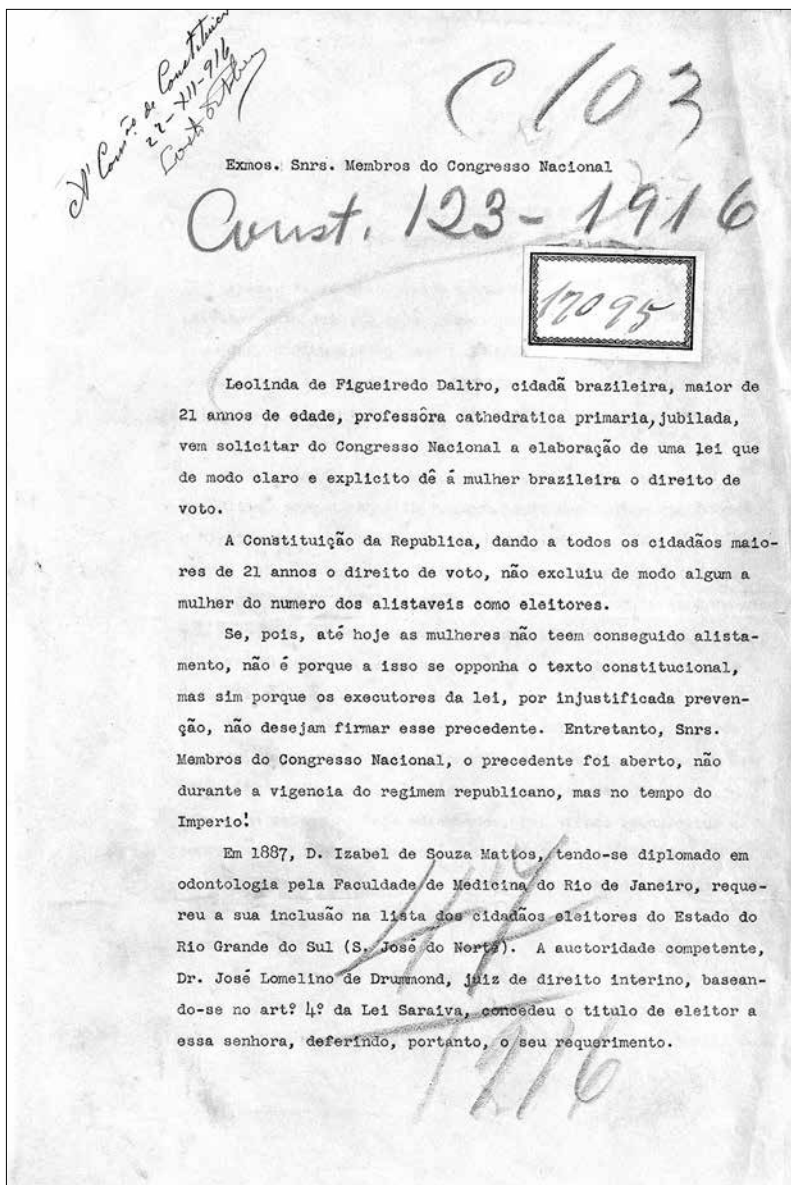 Á Comão de Constituição
22-XII-916
C 103
Exmos. Snrs. Membros do Congresso Nacional
Const. 123-1916
17095
Leolinda de Figueiredo Daltro, cidadã brazileira, maior de
21 annos de edade, professôra cathedratica primaria, jubilada,
vem solicitar do Congresso Nacional a elaboração de uma lei que
de modo claro e explicito dê á mulher brazileira o direito de
voto.
A Constituição da Republica, dando a todos os cidadãos maio-
res de 21 annos o direito de voto, não excluiu de modo algum a
mulher do numero dos alistaveis como eleitores.
Se, pois, até hoje as mulheres não teem conseguido alista-
mento, não é porque a isso se opponha o texto constitucional,
mas sim porque os executores da lei, por injustificada preven-
ção, não desejam firmar esse precedente. Entretanto, Snrs.
Membros do Congresso Nacional, o precedente foi aberto, não
durante a vigencia do regimem republicano, mas no tempo do
Imperio!
Em 1887, D. Izabel de Souza Mattos, tendo-se diplomado em
odontologia pela Faculdade de Medicina do Rio de Janeiro, reque-
reu a sua inclusão na lista dos cidadãos eleitores do Estado do
Rio Grande do Sul (S. José do Norte). A auctoridade competente,
Dr. José Lomelino de Drummond, juiz de direito interino, basean-
do-se no artº 4º da Lei Saraiva, concedeu o titulo de eleitor a
essa senhora, deferindo, portanto, o seu requerimento.